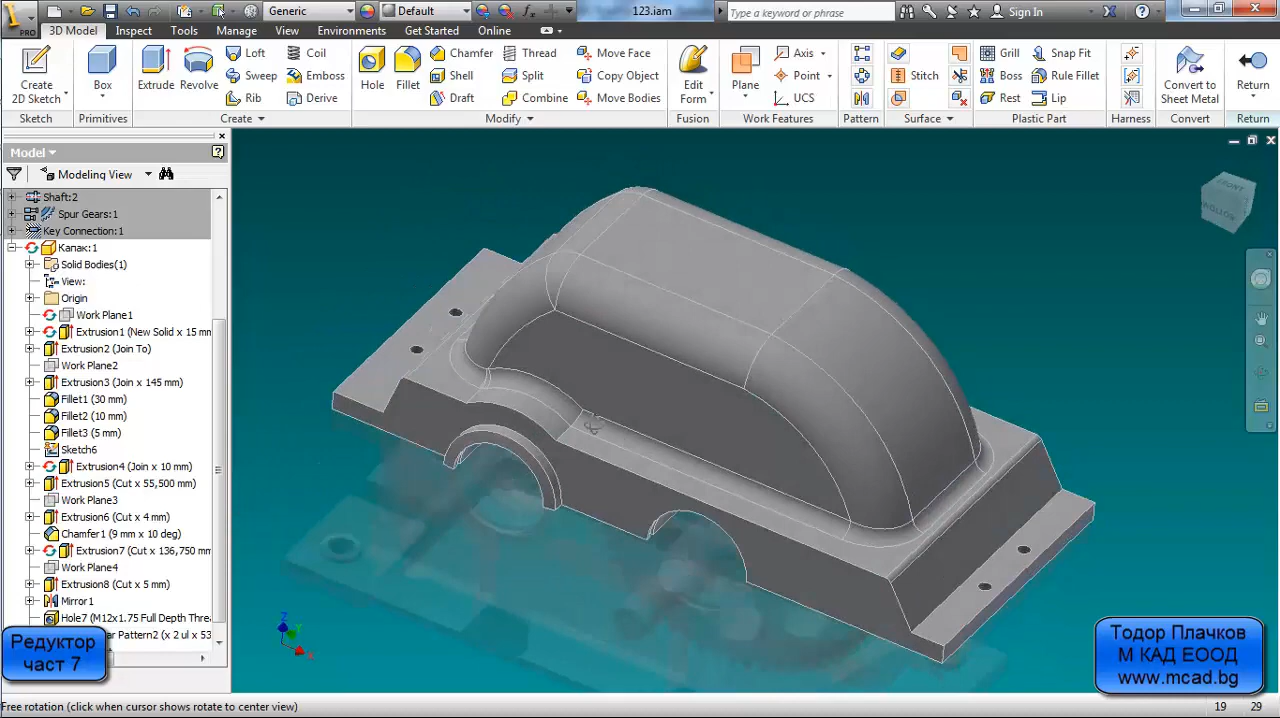 PRO
Generic
Default
123.iam
Type a keyword or phrase
Sign In
3D Model
Inspect
Tools
Manage
View
Environments
Get Started
Online
Create
2D Sketch
Sketch
Box
Primitives
Extrude
Revolve
Loft
Sweep
Rib
Coil
Emboss
Derive
Create
Hole
Fillet
Chamfer
Shell
Draft
Thread
Split
Combine
Move Face
Copy Object
Move Bodies
Modify
Edit
Form
Fusion
Plane
Axis
Point
UCS
Work Features
Pattern
Stitch
Surface
Grill
Boss
Rest
Snap Fit
Rule Fillet
Lip
Plastic Part
Harness
Convert to
Sheet Metal
Convert
Return
Return
Model
Modeling View
Shaft:2
Spur Gears:1
Key Connection:1
Капак:1
Solid Bodies(1)
View:
Origin
Work Plane1
Extrusion1 (New Solid x 15 mm
Extrusion2 (Join To)
Work Plane2
Extrusion3 (Join x 145 mm)
Fillet1 (30 mm)
Fillet2 (10 mm)
Fillet3 (5 mm)
Sketch6
Extrusion4 (Join x 10 mm)
Extrusion5 (Cut x 55,500 mm)
Work Plane3
Extrusion6 (Cut x 4 mm)
Chamfer1 (9 mm x 10 deg)
Extrusion7 (Cut x 136,750 mm
Work Plane4
Extrusion8 (Cut x 5 mm)
Mirror1
Hole7 (M12x1.75 Full Depth Threa
ar Pattern2 (x 2 ul x 53
FRONT
Z
Редуктор
част 7
Тодор Плачков
М КАД ЕООД
www.mcad.bg
Free rotation (click when cursor shows rotate to center view)
19
29